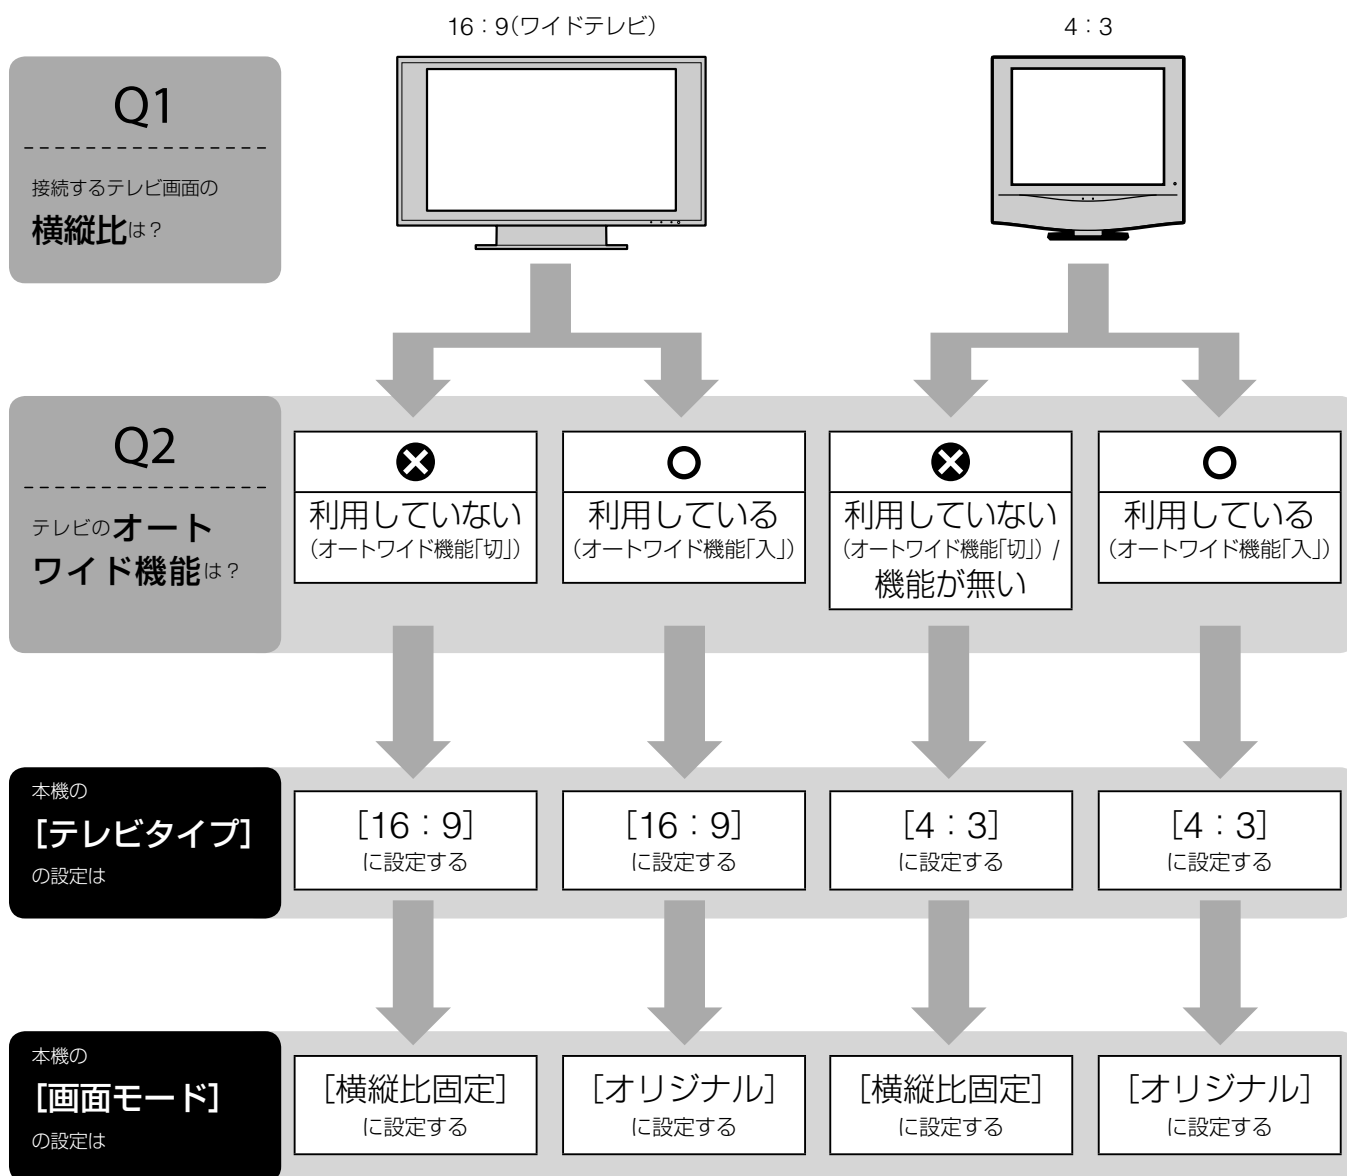 16：9（ワイドテレビ）
4：3
Q1
接続するテレビ画面の
横縦比は？
Q2
テレビのオート
ワイド機能は？
利用していない
（オートワイド機能「切」）
利用している
（オートワイド機能「入」）
利用していない
（オートワイド機能「切」）/
機能が無い
利用している
（オートワイド機能「入」）
本機の
［テレビタイプ］
の設定は
［16：9］
に設定する
［16：9］
に設定する
［4：3］
に設定する
［4：3］
に設定する
本機の
［画面モード］
の設定は
［横縦比固定］
に設定する
［オリジナル］
に設定する
［横縦比固定］
に設定する
［オリジナル］
に設定する